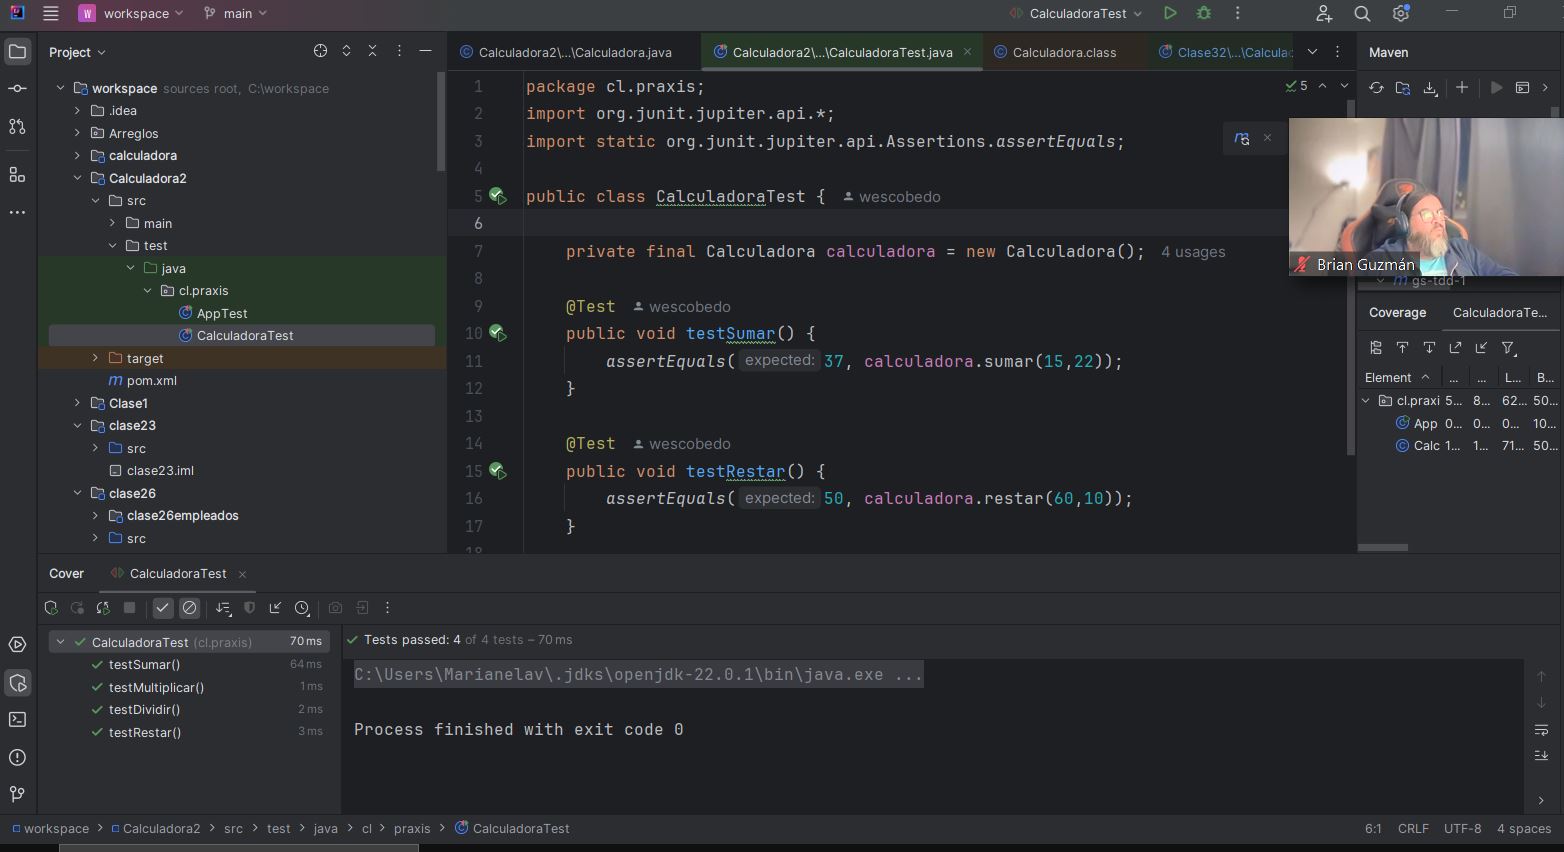 W workspace main CalculadoraTest
Project
workspace sources root, C:\workspace
.idea
Arreglos
calculadora
Calculadora2
src
main
test
java
cl.praxis
AppTest
CalculadoraTest
target
pom.xml
Clase1
clase23
src
clase23.iml
clase26
clase26empleados
src
Calculadora2\...\Calculadora.java Calculadora2\...\CalculadoraTest.java Calculadora.class Clase32\...\Calculac
5
1 package cl.praxis;
2 import org.junit.jupiter.api.*;
3 import static org.junit.jupiter.api.Assertions.assertEquals;
4
5 public class CalculadoraTest { wescobedo
6
7 private final Calculadora calculadora = new Calculadora(); 4 usages
8
9 @Test wescobedo
10 public void testSumar() {
11 assertEquals( expected: 37, calculadora.sumar(15,22));
12 }
13
14 @Test wescobedo
15 public void testRestar() {
16 assertEquals( expected: 50, calculadora.restar(60,10));
17 }
18
Maven
Brian Guzmán
gs-tdd-1
Coverage CalculadoraTe...
Element ... ... L... B...
cl.praxi 5... 8... 62... 50...
App 0... 0... 0... 10...
Calc 1... 1... 71... 50...
Cover CalculadoraTest
CalculadoraTest (cl.praxis) 70 ms
testSumar() 64 ms
testMultiplicar() 1 ms
testDividir() 2 ms
testRestar() 3 ms
Tests passed: 4 of 4 tests – 70 ms
C:\Users\Marianelav\.jdks\openjdk-22.0.1\bin\java.exe ...
Process finished with exit code 0
workspace > Calculadora2 > src > test > java > cl > praxis > CalculadoraTest
6:1 CRLF UTF-8 4 spaces